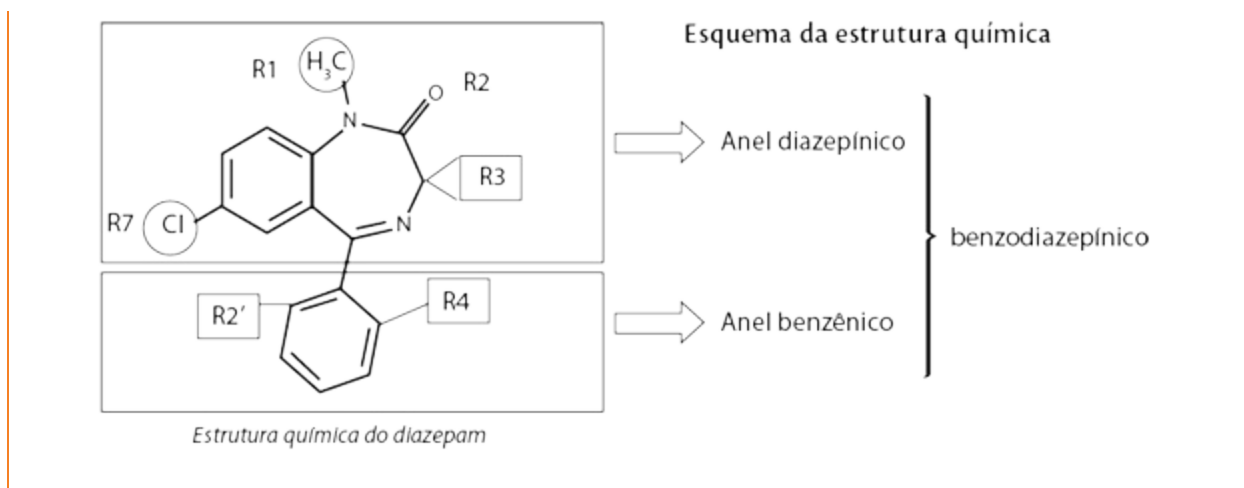 Esquema da estrutura química
R1
H₃C
O
R2
N
R3
R7
Cl
N
Anel diazepínico
benzodiazepínico
R2’
R4
Anel benzênico
Estrutura química do diazepam